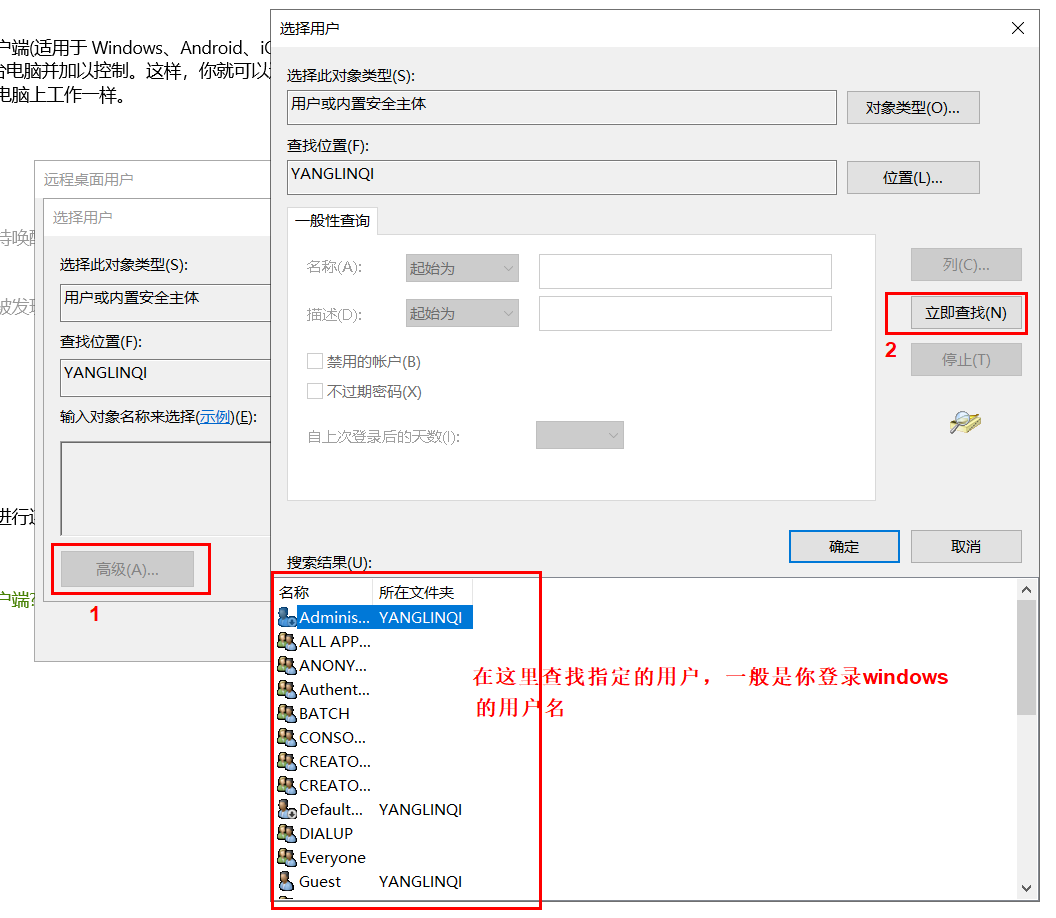 选择用户
户端(适用于 Windows、Android、iO
台电脑并加以控制。这样，你就可以
电脑上工作一样。
远程桌面用户
选择用户
选择此对象类型(S):
用户或内置安全主体
查找位置(F):
YANGLINQI
输入对象名称来选择(示例)(E):
高级(A)...
1
待唤醒
被发现
进行远
户端?
选择此对象类型(S):
用户或内置安全主体
对象类型(O)...
查找位置(F):
YANGLINQI
位置(L)...
一般性查询
名称(A):
起始为
描述(D):
起始为
禁用的帐户(B)
不过期密码(X)
自上次登录后的天数(I):
列(C)...
立即查找(N)
2
停止(T)
确定
取消
搜索结果(U):
名称 所在文件夹
Adminis... YANGLINQI
ALL APP...
ANONY...
Authent...
BATCH
CONSO...
CREATO...
CREATO...
Default... YANGLINQI
DIALUP
Everyone
Guest YANGLINQI
在这里查找指定的用户，一般是你登录windows
的用户名